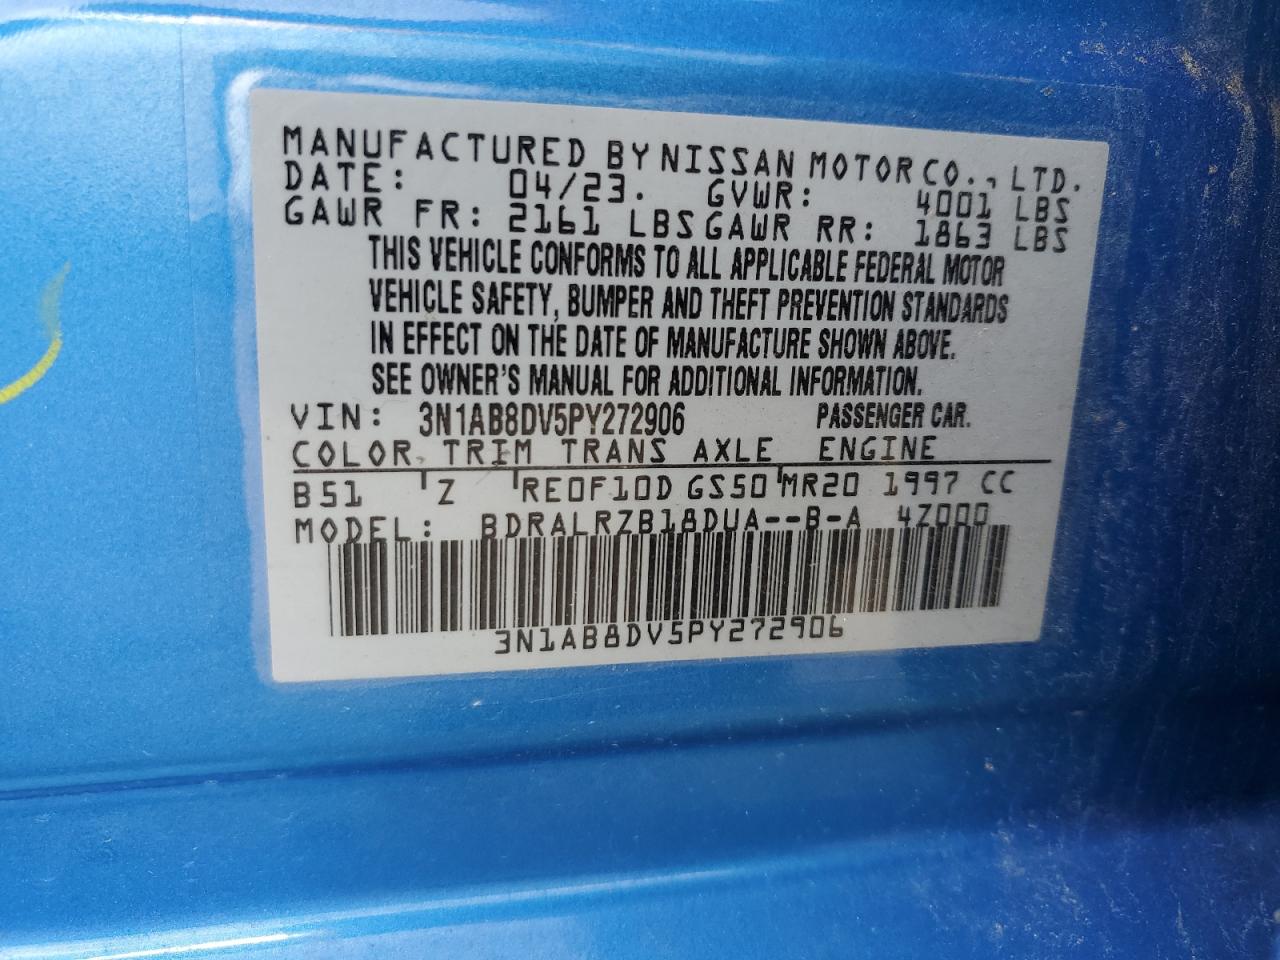 MANUFACTURED BY NISSAN MOTOR CO., LTD.
DATE: 04/23. GVWR: 4001 LBS
GAWR FR: 2161 LBS GAWR RR: 1863 LBS
THIS VEHICLE CONFORMS TO ALL APPLICABLE FEDERAL MOTOR
VEHICLE SAFETY, BUMPER AND THEFT PREVENTION STANDARDS
IN EFFECT ON THE DATE OF MANUFACTURE SHOWN ABOVE.
SEE OWNER'S MANUAL FOR ADDITIONAL INFORMATION.
VIN: 3N1AB8DV5PY272906 PASSENGER CAR.
COLOR TRIM TRANS AXLE ENGINE
B51 Z RE0F10D GS50 MR20 1997 CC
MODEL: BDRALRZB18DUA--B-A 4Z000
3N1AB8DV5PY272906